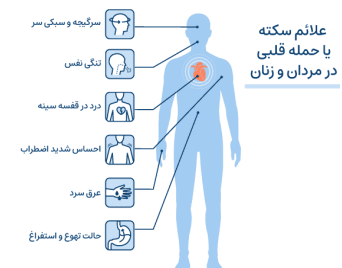 علائم سکته
یا حمله قلبی
در مردان و زنان
سرگیجه و سبکی سر
تنگی نفس
درد در قفسه سینه
احساس شدید اضطراب
عرق سرد
حالت تهوع و استفراغ